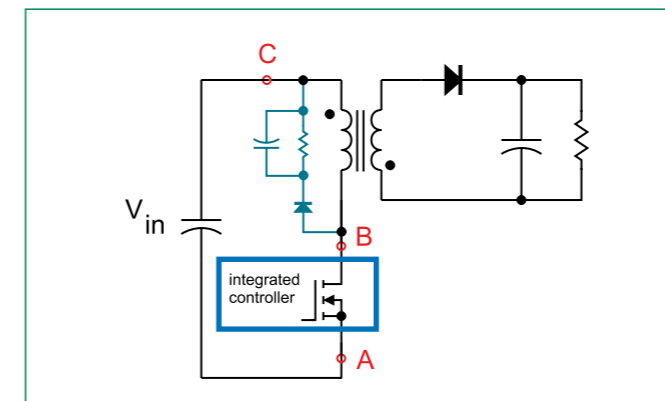 C
V in
B
integrated
controller
A